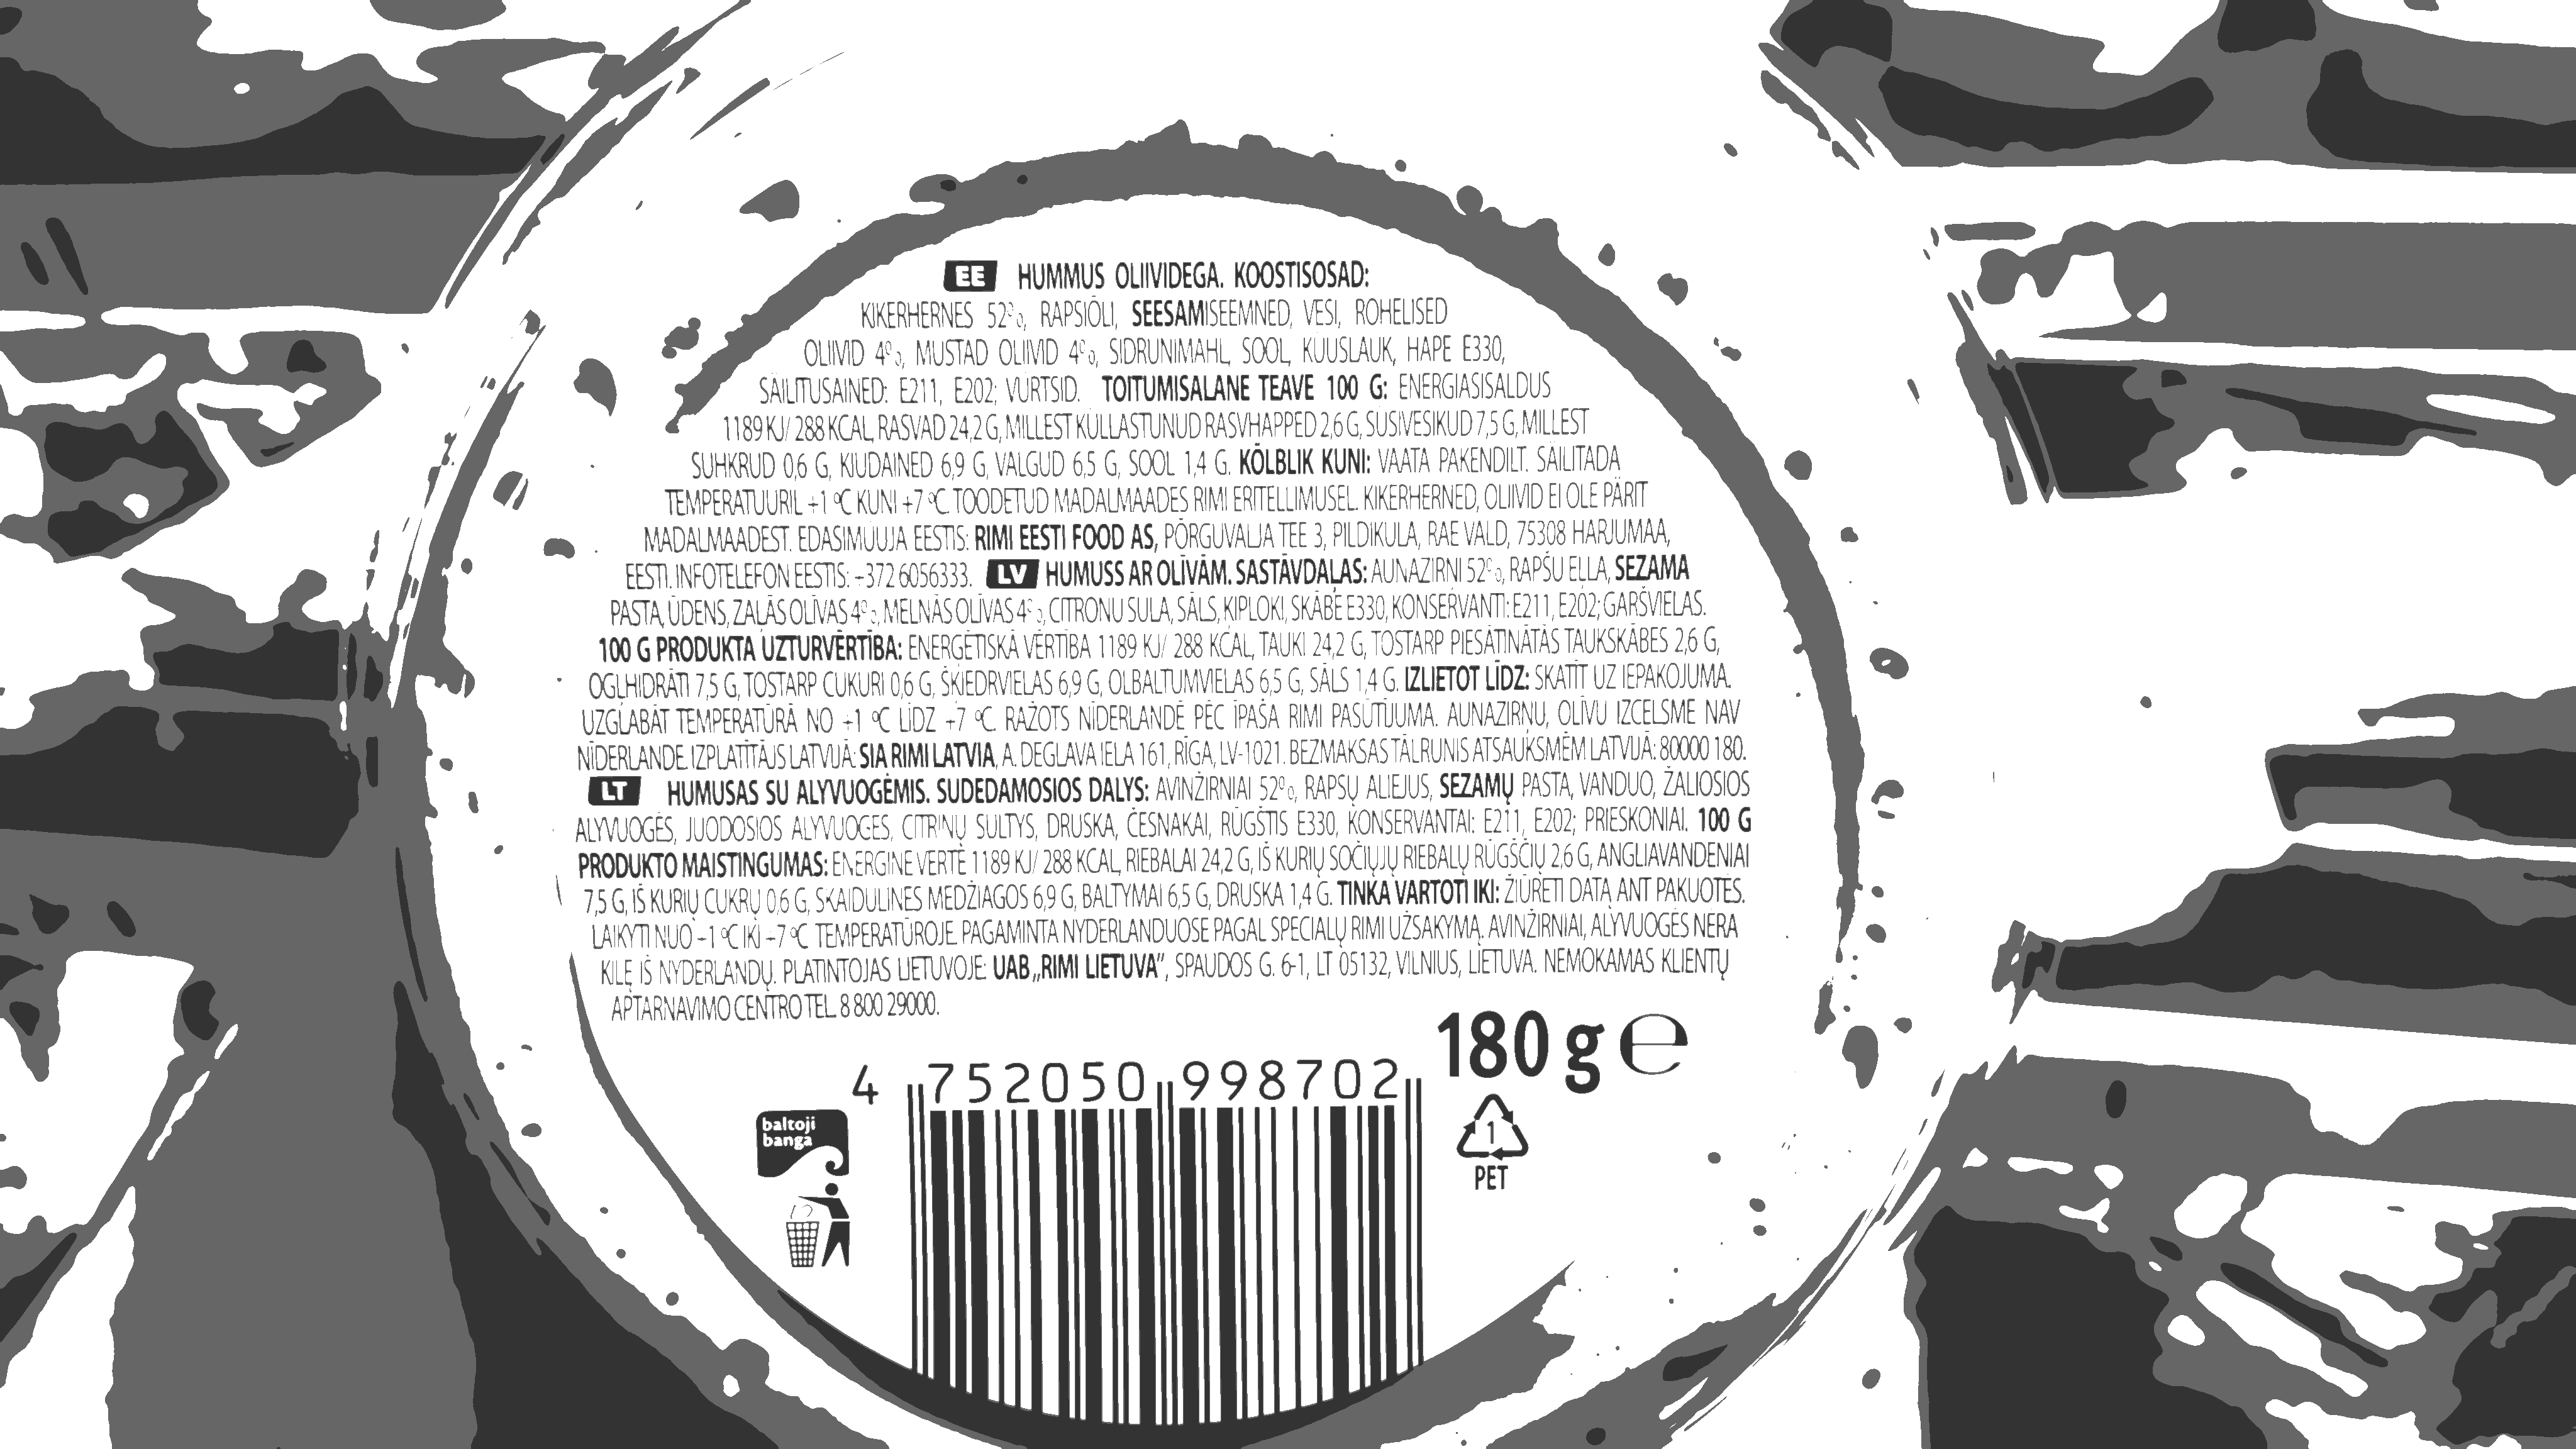 EE HUMMUS OLIIVIDEGA. KOOSTISOSAD:
KIKERHERNES 52%, RAPSIÕLI, SEESAMISEEMNED, VESI, ROHELISED
OLIIVID 4%, MUSTAD OLIIVID 4%, SIDRUNIMAHL, SOOL, KÜÜSLAUK, HAPE E330,
SÄILITUSAINED: E211, E202; VÜRTSID. TOITUMISALANE TEAVE 100 G: ENERGIASISALDUS
1189 KJ/ 288 KCAL, RASVAD 24,2 G, MILLEST KÜLLASTUNUD RASVHAPPED 2,6 G, SÜSIVESIKUD 7,5 G, MILLEST
SUHKRUD 0,6 G, KIUDAINED 6,9 G, VALGUD 6,5 G, SOOL 1,4 G. KÕLBLIK KUNI: VAATA PAKENDILT. SÄILITADA
TEMPERATUURIL +1 °C KUNI +7 °C. TOODETUD MADALMAADES RIMI ERITELLIMUSEL. KIKERHERNED, OLIIVID EI OLE PÄRIT
MADALMAADEST. EDASIMÜÜJA EESTIS: RIMI EESTI FOOD AS, PÕRGUVÄLJA TEE 3, PILDIKÜLA, RAE VALD, 75308 HARJUMAA,
EESTI. INFOTELEFON EESTIS: +372 6056333. LV HUMUSS AR OLĪVĀM. SASTĀVDAĻAS: AUNAZIRŅI 52%, RAPŠU EĻĻA, SEZAMA
PASTA, ŪDENS, ZAĻĀS OLĪVAS 4%, MELNĀS OLĪVAS 4%, CITRONU SULA, SĀLS, ĶIPLOKI, SKĀBE E330, KONSERVANTI: E211, E202; GARŠVIELAS.
100 G PRODUKTA UZTURVĒRTĪBA: ENERĢĒTISKĀ VĒRTĪBA 1189 KJ/ 288 KCAL, TAUKI 24,2 G, TOSTARP PIESĀTINĀTĀS TAUKSKĀBES 2,6 G,
OGĻHIDRĀTI 7,5 G, TOSTARP CUKURI 0,6 G, ŠĶIEDRVIELAS 6,9 G, OLBALTUMVIELAS 6,5 G, SĀLS 1,4 G. IZLIETOT LĪDZ: SKATĪT UZ IEPAKOJUMA.
UZGLABĀT TEMPERATŪRĀ NO +1 °C LĪDZ +7 °C. RAŽOTS NĪDERLANDĒ PĒC ĪPAŠA RIMI PASŪTĪJUMA. AUNAZIRŅU, OLĪVU IZCELSME NAV
NĪDERLANDE. IZPLATĪTĀJS LATVIJĀ: SIA RIMI LATVIA, A. DEGLAVA IELA 161, RĪGA, LV-1021. BEZMAKSAS TĀLRUNIS ATSAUKSMĒM LATVIJĀ: 80000 180.
LT HUMUSAS SU ALYVUOGĖMIS. SUDEDAMOSIOS DALYS: AVINŽIRNIAI 52%, RAPSŲ ALIEJUS, SEZAMŲ PASTA, VANDUO, ŽALIOSIOS
ALYVUOGĖS, JUODOSIOS ALYVUOGĖS, CITRINŲ SULTYS, DRUSKA, ČESNAKAI, RŪGŠTIS E330, KONSERVANTAI: E211, E202; PRIESKONIAI. 100 G
PRODUKTO MAISTINGUMAS: ENERGINĖ VERTĖ 1189 KJ/ 288 KCAL, RIEBALAI 24,2 G, IŠ KURIŲ SOČIŲJŲ RIEBALŲ RŪGŠČIŲ 2,6 G, ANGLIAVANDENIAI
7,5 G, IŠ KURIŲ CUKRŲ 0,6 G, SKAIDULINĖS MEDŽIAGOS 6,9 G, BALTYMAI 6,5 G, DRUSKA 1,4 G. TINKA VARTOTI IKI: ŽIŪRĖTI DATĄ ANT PAKUOTĖS.
LAIKYTI NUO +1 °C IKI +7 °C TEMPERATŪROJE. PAGAMINTA NYDERLANDUOSE PAGAL SPECIALŲ RIMI UŽSAKYMĄ. AVINŽIRNIAI, ALYVUOGĖS NĖRA
KILĘ IŠ NYDERLANDŲ. PLATINTOJAS LIETUVOJE: UAB „RIMI LIETUVA”, SPAUDOS G. 6-1, LT 05132, VILNIUS, LIETUVA. NEMOKAMAS KLIENTŲ
APTARNAVIMO CENTRO TEL. 8 800 29000.
180 g ℮
4 752050 998702
baltoji
banga
1
PET